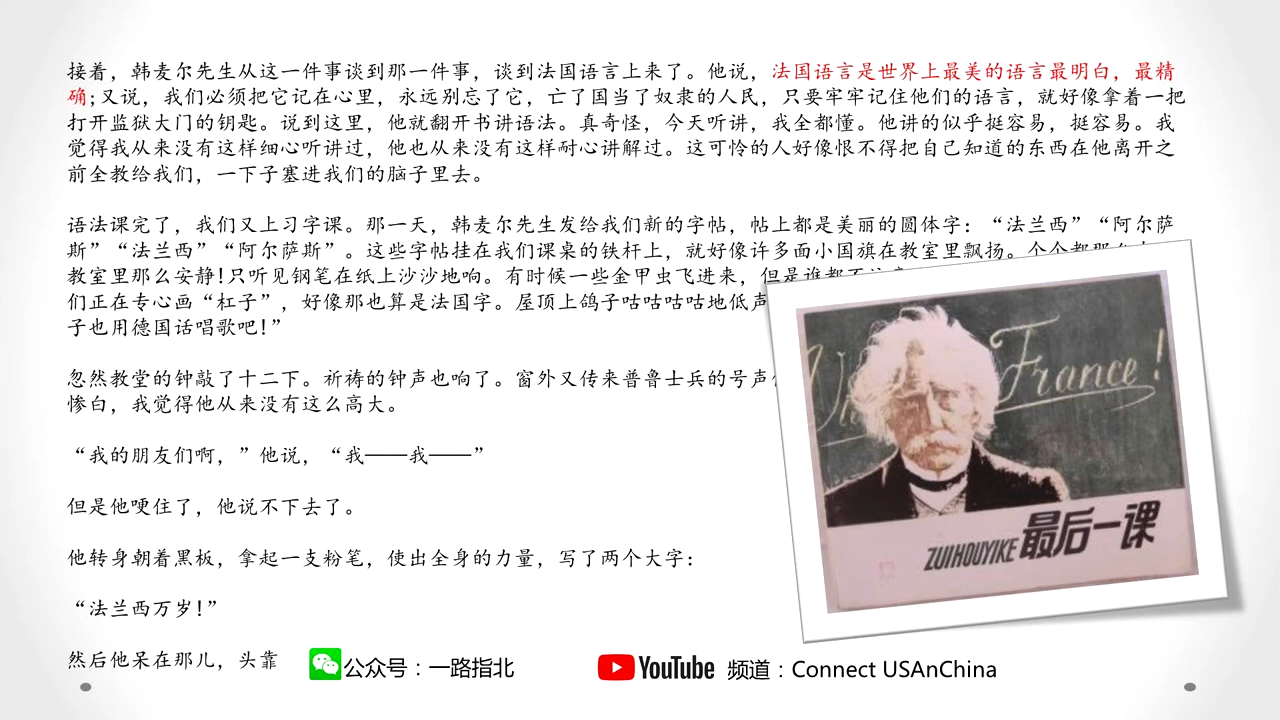 接着，韩麦尔先生从这一件事谈到那一件事，谈到法国语言上来了。他说，法国语言是世界上最美的语言最明白，最精
确;又说，我们必须把它记在心里，永远别忘了它，亡了国当了奴隶的人民，只要牢牢记住他们的语言，就好像拿着一把
打开监狱大门的钥匙。说到这里，他就翻开书讲语法。真奇怪，今天听讲，我全都懂。他讲的似乎挺容易，挺容易。我
觉得我从来没有这样细心听讲过，他也从来没有这样耐心讲解过。这可怜的人好像恨不得把自己知道的东西在他离开之
前全教给我们，一下子塞进我们的脑子里去。
语法课完了，我们又上习字课。那一天，韩麦尔先生发给我们新的字帖，帖上都是美丽的圆体字：“法兰西”“阿尔萨
斯”“法兰西”“阿尔萨斯”。这些字帖挂在我们课桌的铁杆上，就好像许多面小国旗在教室里飘扬。个个都那么
教室里那么安静!只听见钢笔在纸上沙沙地响。有时候一些金甲虫飞进来，但是谁都不
们正在专心画“杠子”，好像那也算是法国字。屋顶上鸽子咕咕咕咕地低声
子也用德国话唱歌吧!”
忽然教堂的钟敲了十二下。祈祷的钟声也响了。窗外又传来普鲁士兵的号声
惨白，我觉得他从来没有这么高大。
“我的朋友们啊，”他说，“我——我——”
但是他哽住了，他说不下去了。
他转身朝着黑板，拿起一支粉笔，使出全身的力量，写了两个大字：
“法兰西万岁!”
然后他呆在那儿，头靠
France!
ZUIHOUYIKE 最后一课
公众号：一路指北
YouTube 频道：Connect USAnChina